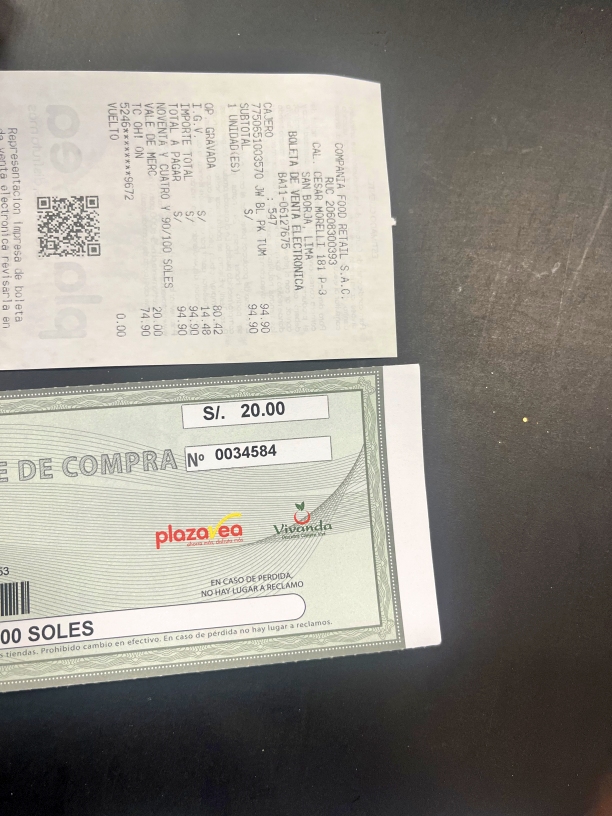 COMPAÑIA FOOD RETAIL S.A.C.
RUC 20608300393
CAL. CESAR MORELLI 181 P-3
SAN BORJA, LIMA
BOLETA DE VENTA ELECTRONICA
BA11-06127675
CAJERO : 547
7750651003570 JW BL PK TUM 94.90
SUBTOTAL S/ 94.90
1 UNIDAD(ES)
OP. GRAVADA 80.42
I.G.V. S/ 14.48
IMPORTE TOTAL S/ 94.90
TOTAL A PAGAR S/ 94.90
NOVENTA Y CUATRO Y 90/100 SOLES
VALE DE MERC 20.00
TC OH! ON 74.90
5246********9672
VUELTO 0.00
Representacion impresa de boleta
de venta electronica revisarla en
S/. 20.00
E DE COMPRA
Nº 0034584
plazavea
Vivanda
53
EN CASO DE PERDIDA,
NO HAY LUGAR A RECLAMO
00 SOLES
s tiendas. Prohibido cambio en efectivo. En caso de pérdida no hay lugar a reclamos.